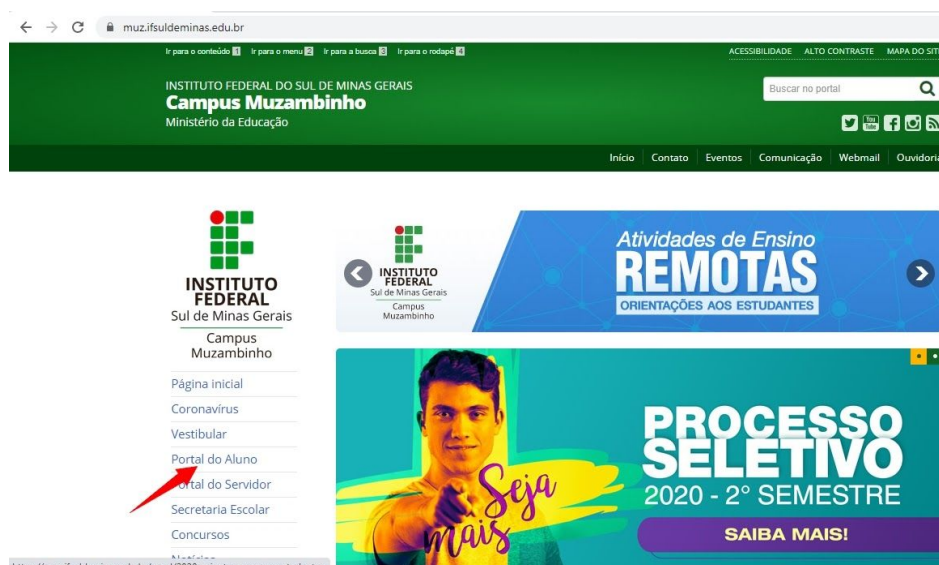 muz.ifsuldeminas.edu.br
Ir para o conteúdo 1 Ir para o menu 2 Ir para a busca 3 Ir para o rodapé 4
ACESSIBILIDADE ALTO CONTRASTE MAPA DO SIT
INSTITUTO FEDERAL DO SUL DE MINAS GERAIS
Campus Muzambinho
Ministério da Educação
Buscar no portal
You Tube
Início Contato Eventos Comunicação Webmail Ouvidoria
INSTITUTO
FEDERAL
Sul de Minas Gerais
Campus
Muzambinho
Página inicial
Coronavírus
Vestibular
Portal do Aluno
Portal do Servidor
Secretaria Escolar
Concursos
Notícias
INSTITUTO
FEDERAL
Sul de Minas Gerais
Campus
Muzambinho
Atividades de Ensino
REMOTAS
ORIENTAÇÕES AOS ESTUDANTES
Seja
mais
PROCESSO
SELETIVO
2020 - 2° SEMESTRE
SAIBA MAIS!